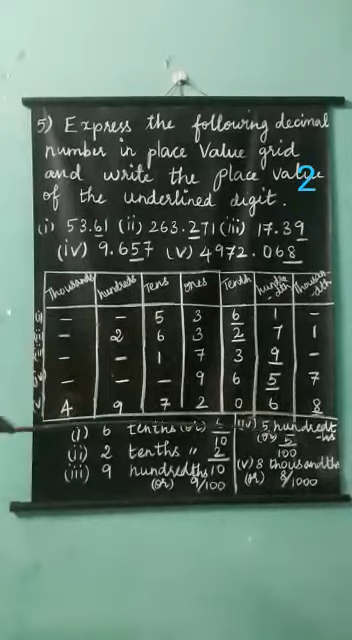 5) Express the following decimal
number in place Value grid
and write the place value
2
of the underlined digit.
(i) 53.61 (ii) 263.271 (iii) 17.39
(iv) 9.657 (v) 4972.068
Thousands hundreds Tens ones Tenth hundredth Thousandth
(i) - - 5 3 6 1 -
(ii) - 2 6 3 2 7 1
(iii) - - 1 7 3 9 -
(iv) - - - 9 6 5 7
(v) 4 9 7 2 0 6 8
(i) 6 tenths (or) 6/10
(ii) 2 tenths " 2/10
(iii) 9 hundredths
(or) 9/100
(iv) 5 hundredths
(or) 5/100
(v) 8 thousandths
(or) 8/1000